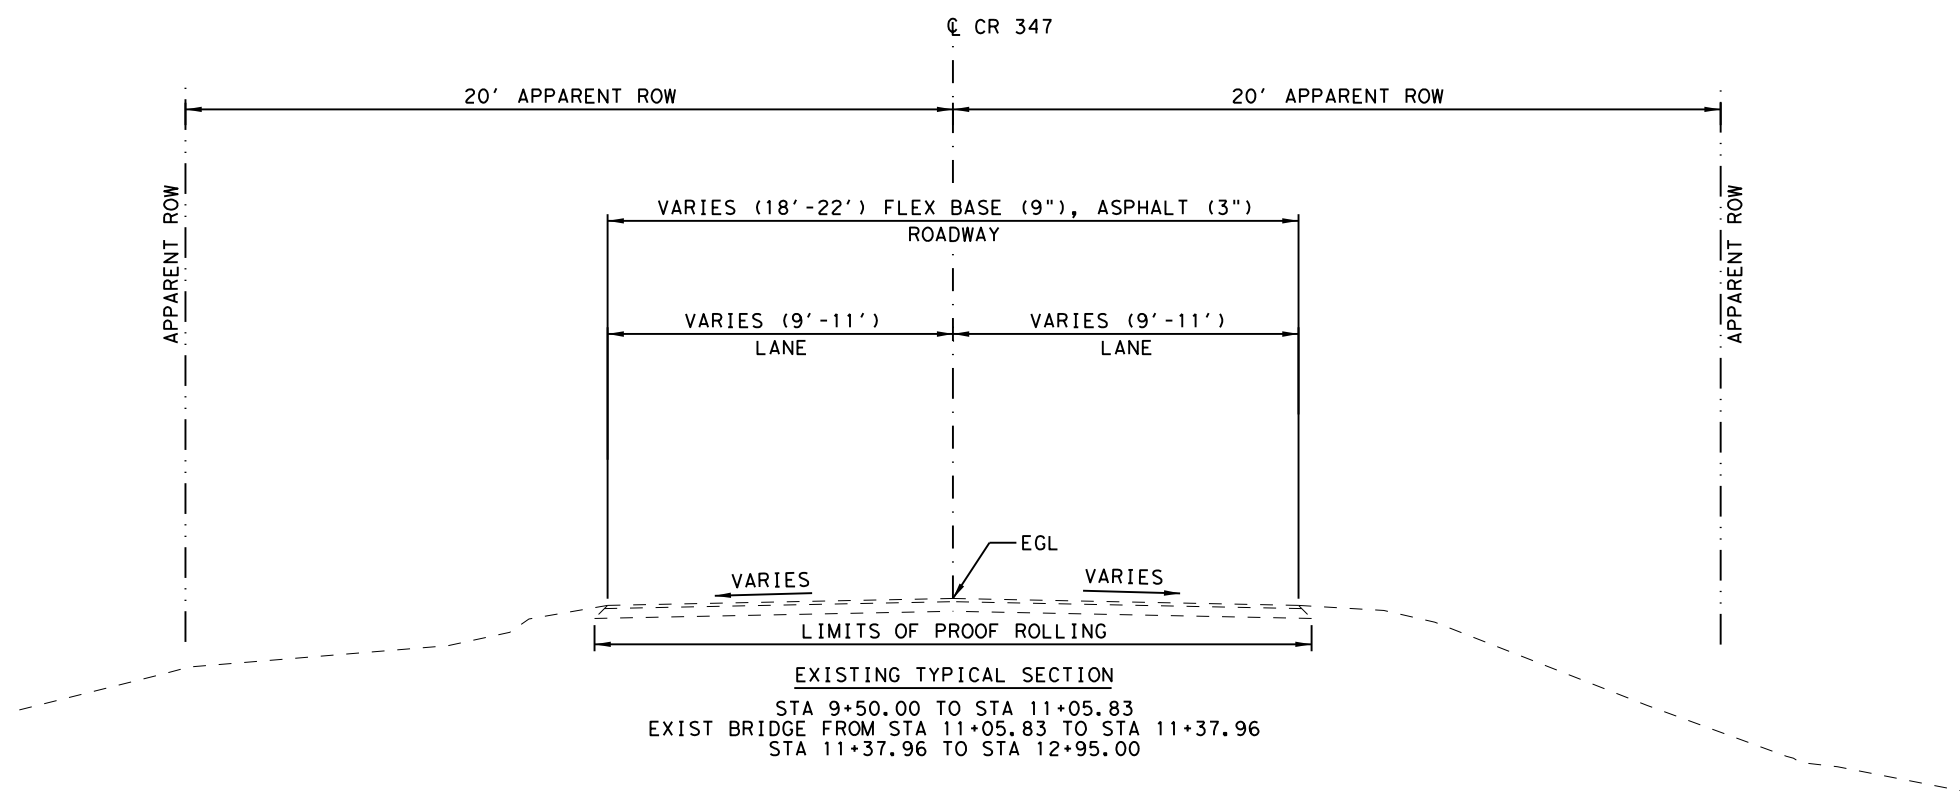 ℄ CR 347
20' APPARENT ROW
20' APPARENT ROW
APPARENT ROW
APPARENT ROW
VARIES (18'-22') FLEX BASE (9"), ASPHALT (3")
ROADWAY
VARIES (9'-11')
LANE
VARIES (9'-11')
LANE
EGL
VARIES
VARIES
LIMITS OF PROOF ROLLING
EXISTING TYPICAL SECTION
STA 9+50.00 TO STA 11+05.83
EXIST BRIDGE FROM STA 11+05.83 TO STA 11+37.96
STA 11+37.96 TO STA 12+95.00